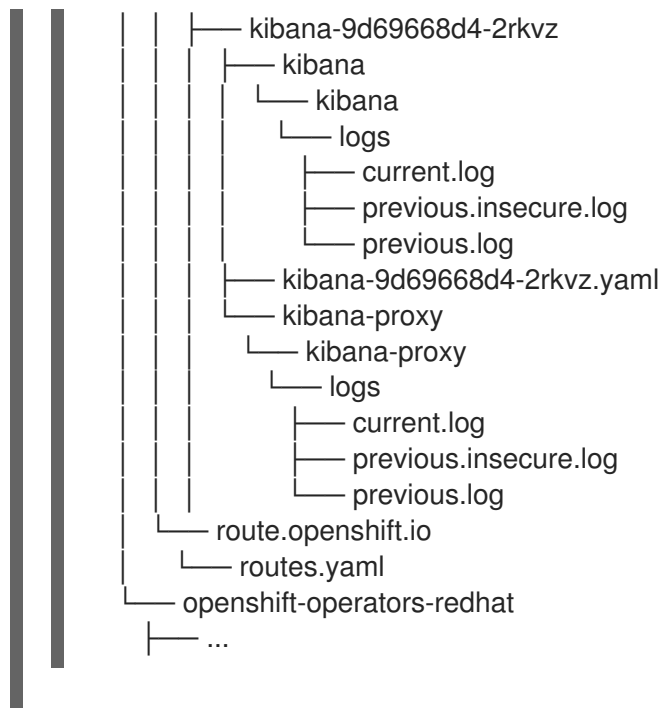 ├── kibana-9d69668d4-2rkvz
├── kibana
└── kibana
└── logs
├── current.log
├── previous.insecure.log
└── previous.log
├── kibana-9d69668d4-2rkvz.yaml
└── kibana-proxy
└── kibana-proxy
└── logs
├── current.log
├── previous.insecure.log
└── previous.log
└── route.openshift.io
└── routes.yaml
└── openshift-operators-redhat
├── ...